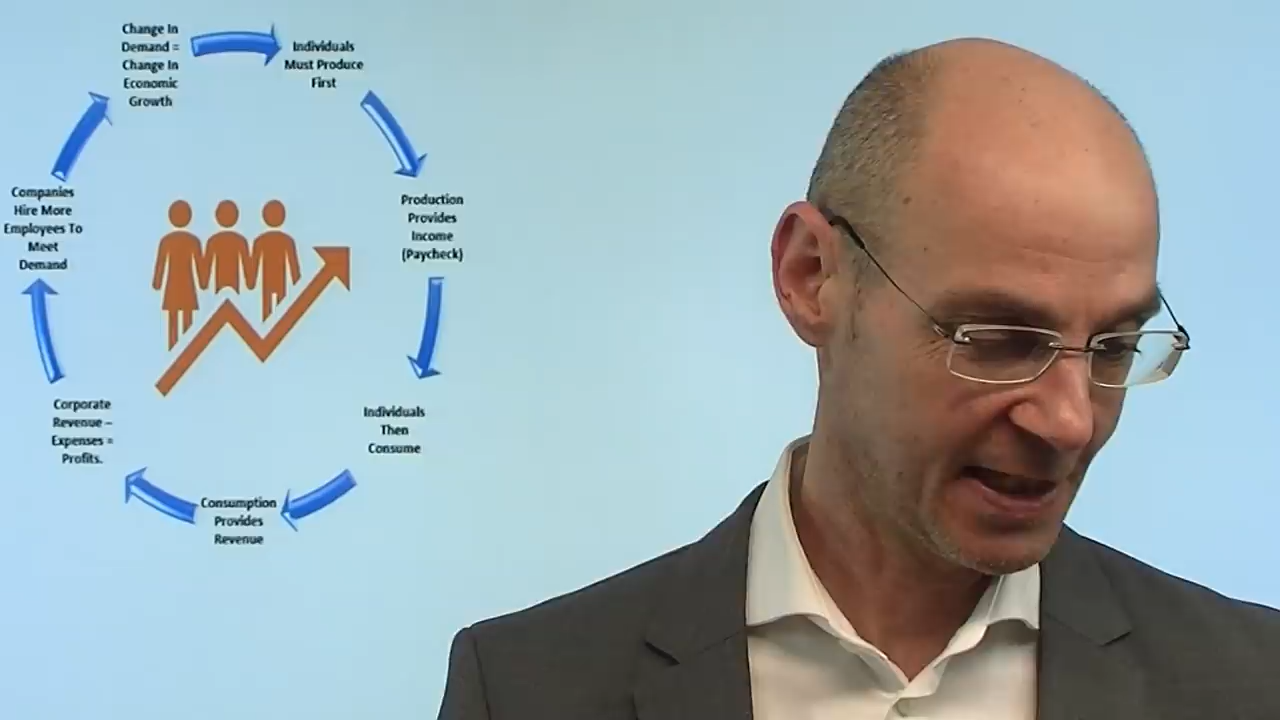 Change In
Demand =
Change In
Economic
Growth
Individuals
Must Produce
First
Production
Provides
Income
(Paycheck)
Individuals
Then
Consume
Consumption
Provides
Revenue
Corporate
Revenue –
Expenses =
Profits.
Companies
Hire More
Employees To
Meet
Demand